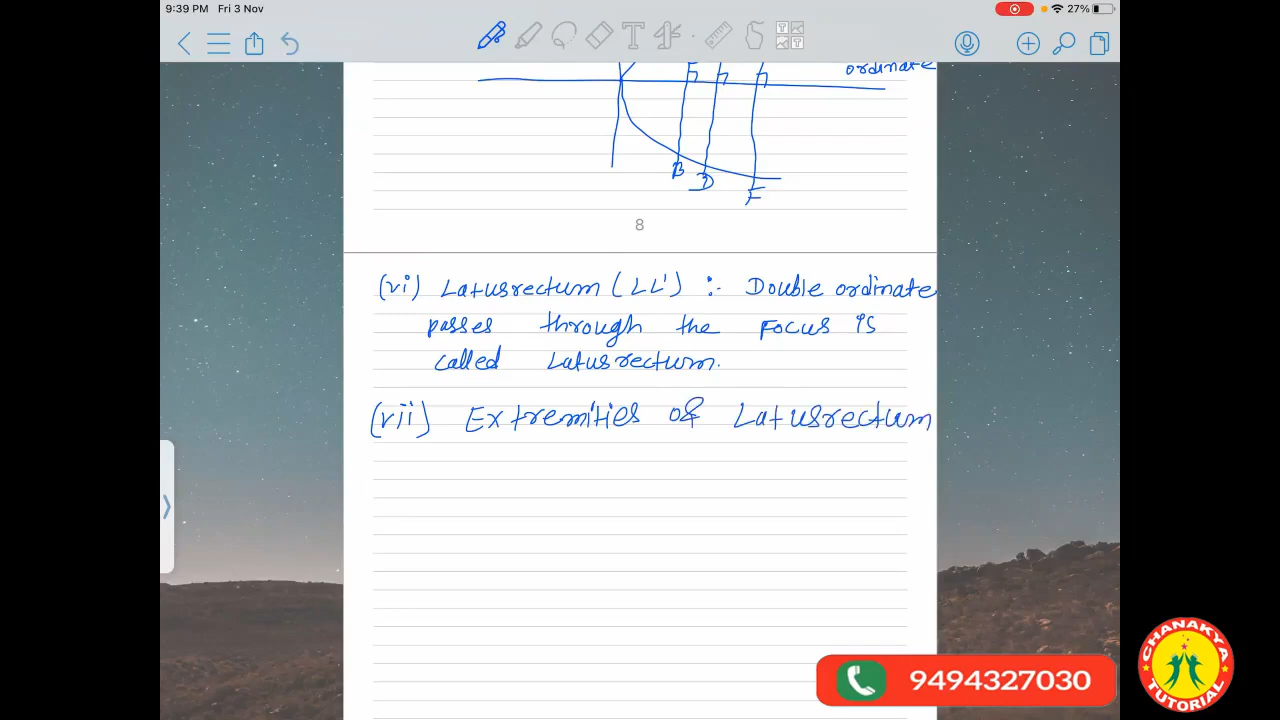 9:39 PM Fri 3 Nov
27%
ordinate
B
D
F
8
(vi) Latusrectum (LL') :- Double ordinate
passes through the Focus is
called Latusrectum.
(vii) Extremities of Latusrectum
9494327030
CHANAKYA
TUTORIAL